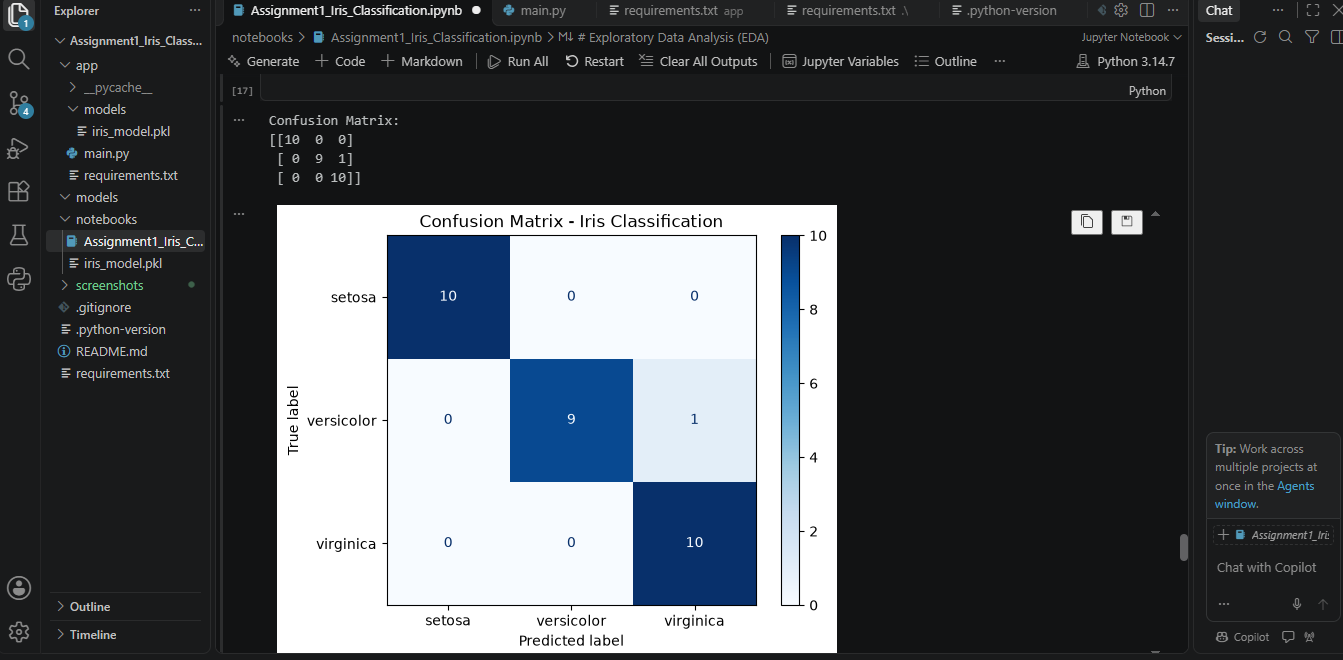 Explorer
Assignment1_Iris_Class...
app
__pycache__
models
iris_model.pkl
main.py
requirements.txt
models
notebooks
Assignment1_Iris_C...
iris_model.pkl
screenshots
.gitignore
.python-version
README.md
requirements.txt
Outline
Timeline
1
4
Assignment1_Iris_Classification.ipynb
main.py
requirements.txt app
requirements.txt .\
.python-version
notebooks > Assignment1_Iris_Classification.ipynb > M↓ # Exploratory Data Analysis (EDA)
Jupyter Notebook
Generate + Code + Markdown Run All Restart Clear All Outputs Jupyter Variables Outline ... Python 3.14.7
[17]
Python
Confusion Matrix:
[[10  0  0]
 [ 0  9  1]
 [ 0  0 10]]
Confusion Matrix - Iris Classification
setosa 10 0 0
versicolor 0 9 1
virginica 0 0 10
True label
setosa versicolor virginica
Predicted label
10
8
6
4
2
0
Chat
Sessi...
Tip: Work across
multiple projects at
once in the Agents
window.
Assignment1_Iri
Chat with Copilot
Copilot